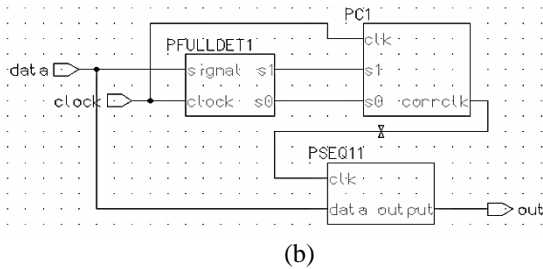 PC1
clk
PFULLDET1
data signal s1 s1
clock clock s0 s0 corrclk
PSEQ11
clk
data output out
(b)